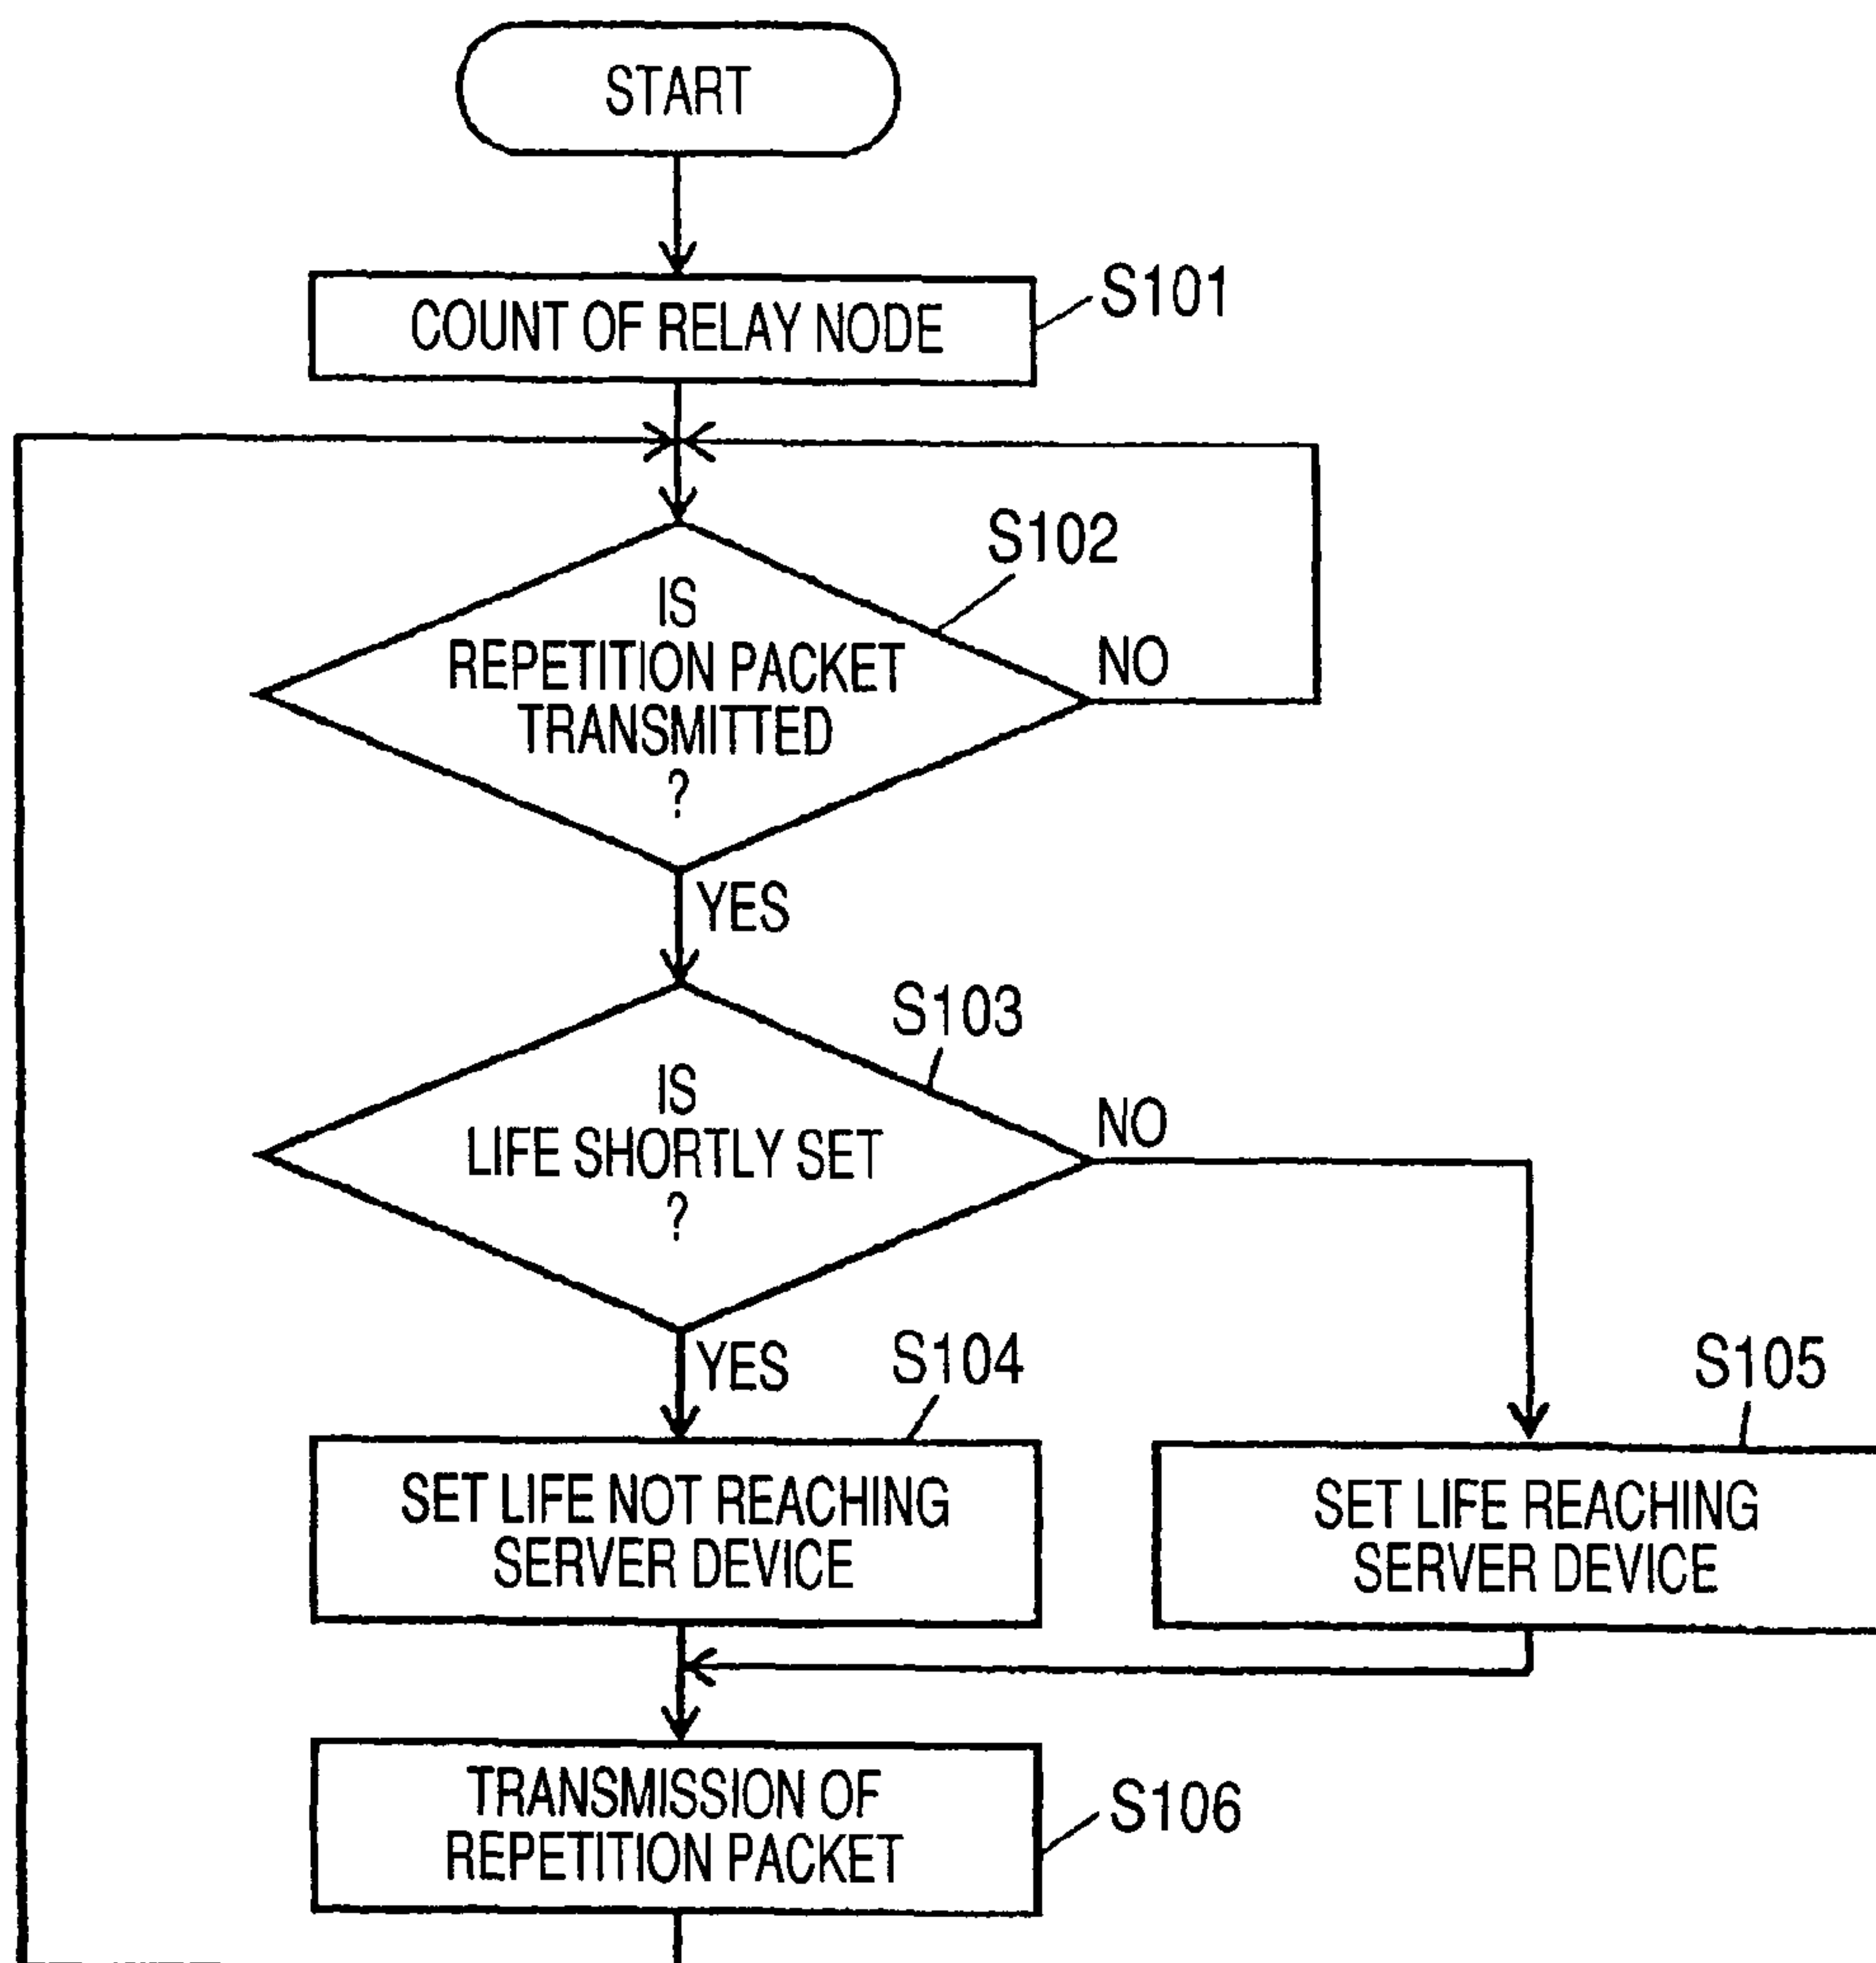 START
COUNT OF RELAY NODE
S101
S102
IS
REPETITION PACKET
TRANSMITTED
?
NO
YES
S103
IS
LIFE SHORTLY SET
?
NO
YES
S104
S105
SET LIFE NOT REACHING
SERVER DEVICE
SET LIFE REACHING
SERVER DEVICE
TRANSMISSION OF
REPETITION PACKET
S106